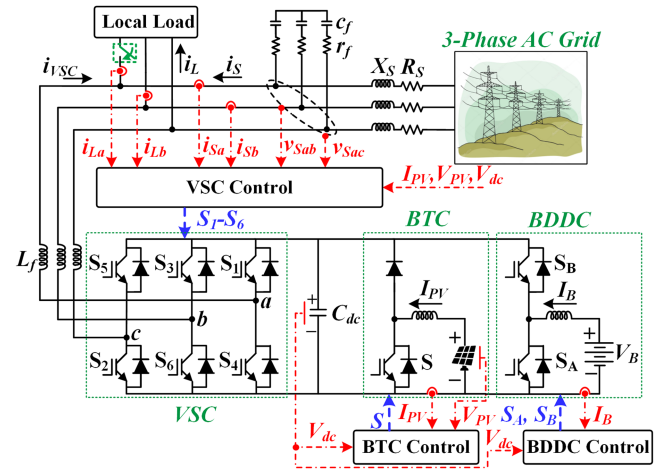 Local Load
c_f
r_f
3-Phase AC Grid
i_VSC
i_L
i_S
X_S
R_S
i_La
i_Lb
i_Sa
i_Sb
v_Sab
v_Sac
VSC Control
I_PV, V_PV, V_dc
S_1-S_6
BTC
BDDC
L_f
S_5
S_3
S_1
S_B
I_PV
I_B
a
b
c
+
−
C_dc
+
−
+
−
V_B
S_2
S_6
S_4
S
S_A
VSC
V_dc
S
I_PV
V_PV
S_A, S_B
I_B
BTC Control
V_dc
BDDC Control